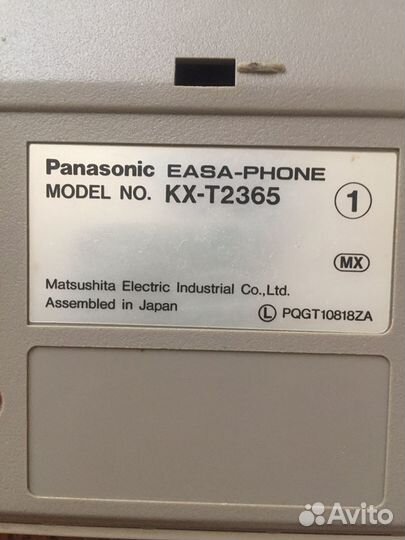 Panasonic EASA-PHONE
MODEL NO. KX-T2365
1
MX
Matsushita Electric Industrial Co.,Ltd.
Assembled in Japan
L PQGT10818ZA
Avito